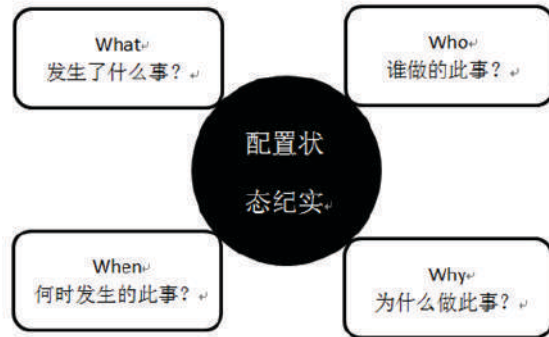 What
发生了什么事？
Who
谁做的此事？
配置状
态纪实
When
何时发生的此事？
Why
为什么做此事？